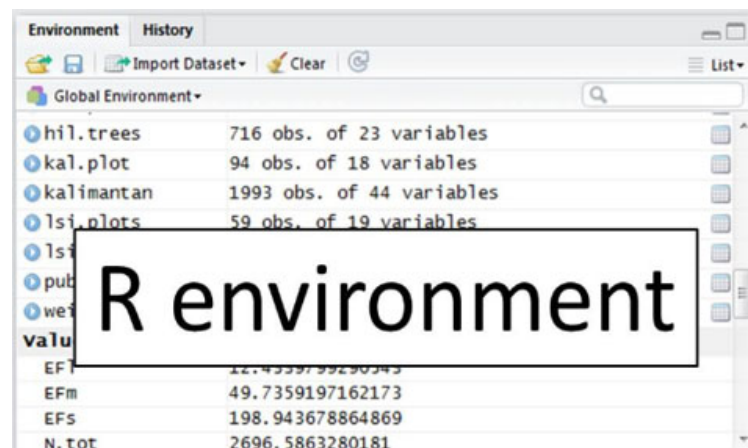 Environment History
Import Dataset Clear List
Global Environment
hil.trees 716 obs. of 23 variables
kal.plot 94 obs. of 18 variables
kalimantan 1993 obs. of 44 variables
lsi.plots 59 obs. of 19 variables
R environment
EFm 49.7359197162173
EFs 198.943678864869
N.tot 2696.5863280181